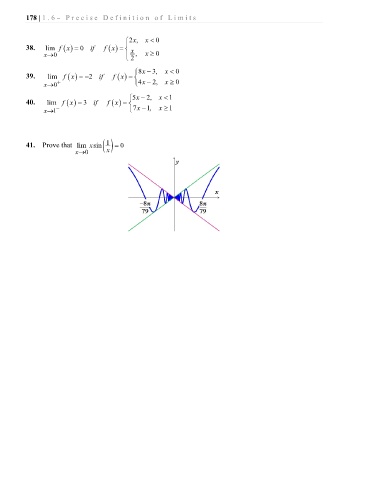 178 | 1.6- Precise Definition of Limits
38. lim x→0 f(x) = 0 if f(x) = { 2x, x < 0
x/2, x ≥ 0
39. lim x→0⁺ f(x) = −2 if f(x) = { 8x − 3, x < 0
4x − 2, x ≥ 0
40. lim x→1⁻ f(x) = 3 if f(x) = { 5x − 2, x < 1
7x − 1, x ≥ 1
41. Prove that lim x→0 x sin(1/x) = 0
y
x
−8π/79 8π/79